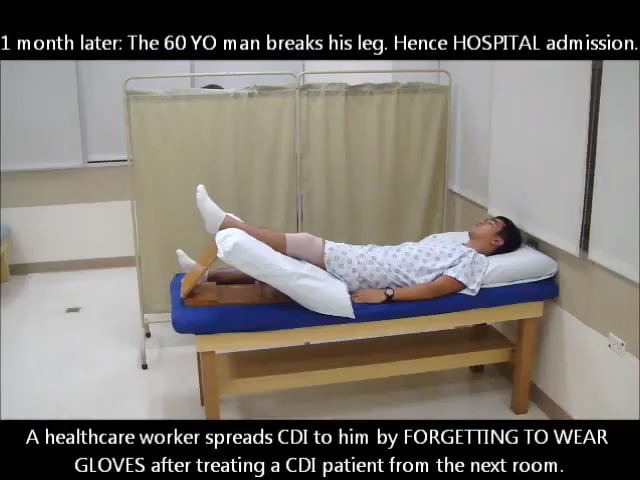 1 month later: The 60 YO man breaks his leg. Hence HOSPITAL admission.
A healthcare worker spreads CDI to him by FORGETTING TO WEAR
GLOVES after treating a CDI patient from the next room.